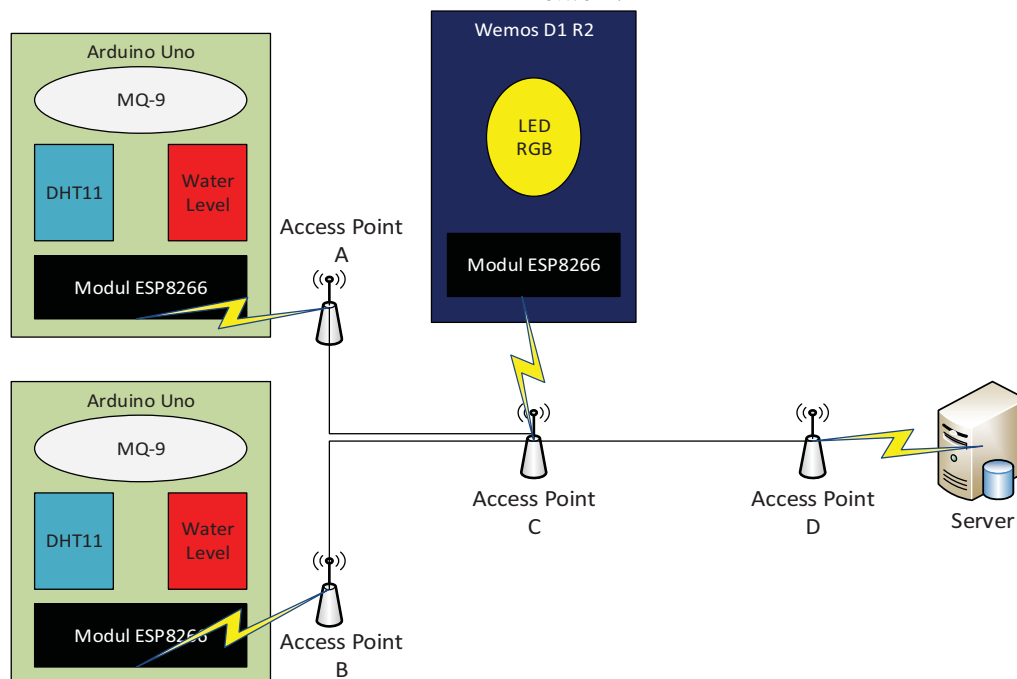 Arduino Uno
MQ-9
DHT11
Water
Level
Modul ESP8266
Access Point
A
Wemos D1 R2
LED
RGB
Modul ESP8266
Arduino Uno
MQ-9
DHT11
Water
Level
Modul ESP8266
Access Point
B
Access Point
C
Access Point
D
Server